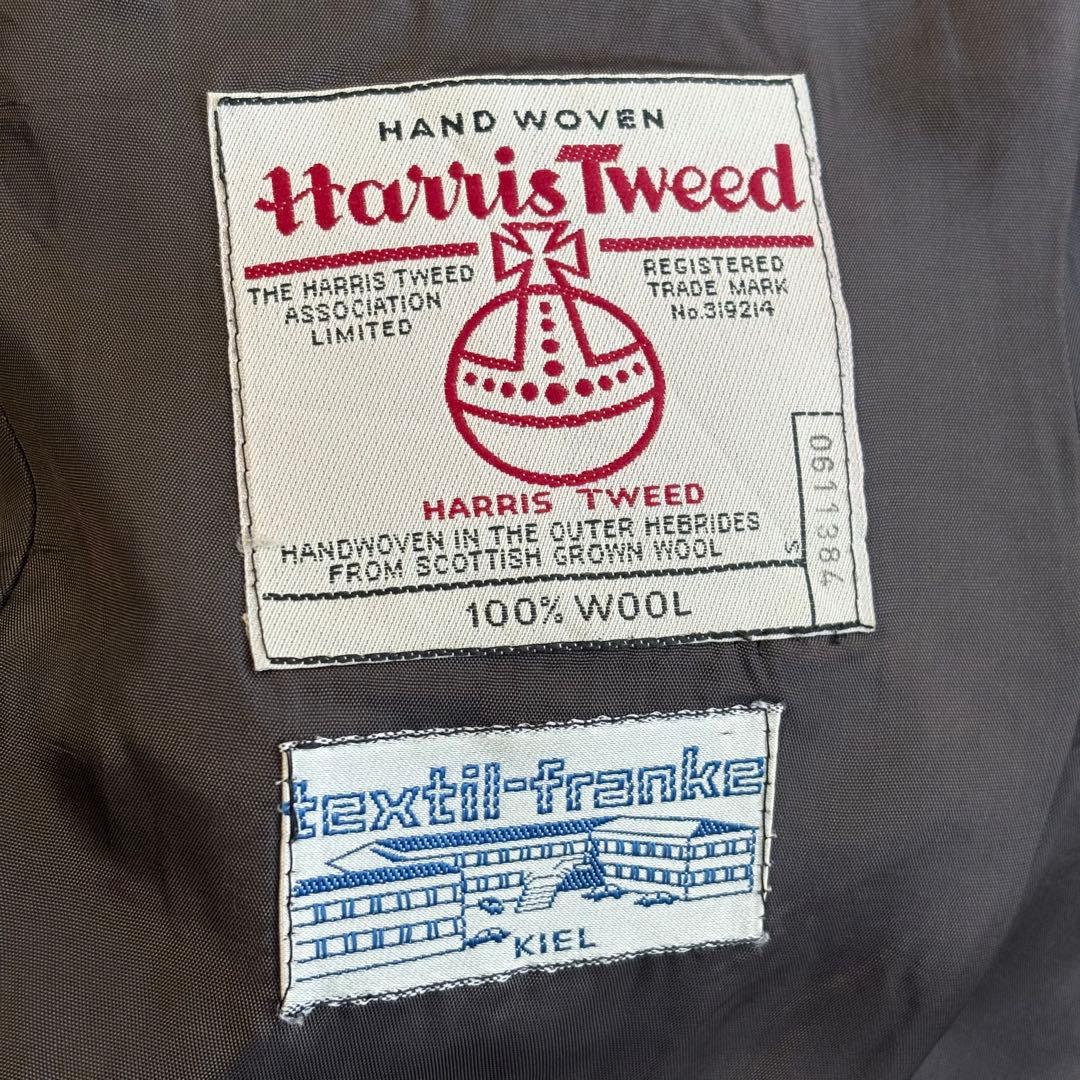 HAND WOVEN
Harris Tweed
THE HARRIS TWEED
ASSOCIATION
LIMITED
REGISTERED
TRADE MARK
No.319214
HARRIS TWEED
HANDWOVEN IN THE OUTER HEBRIDES
FROM SCOTTISH GROWN WOOL
100% WOOL
S
0611384
textil-franke
KIEL